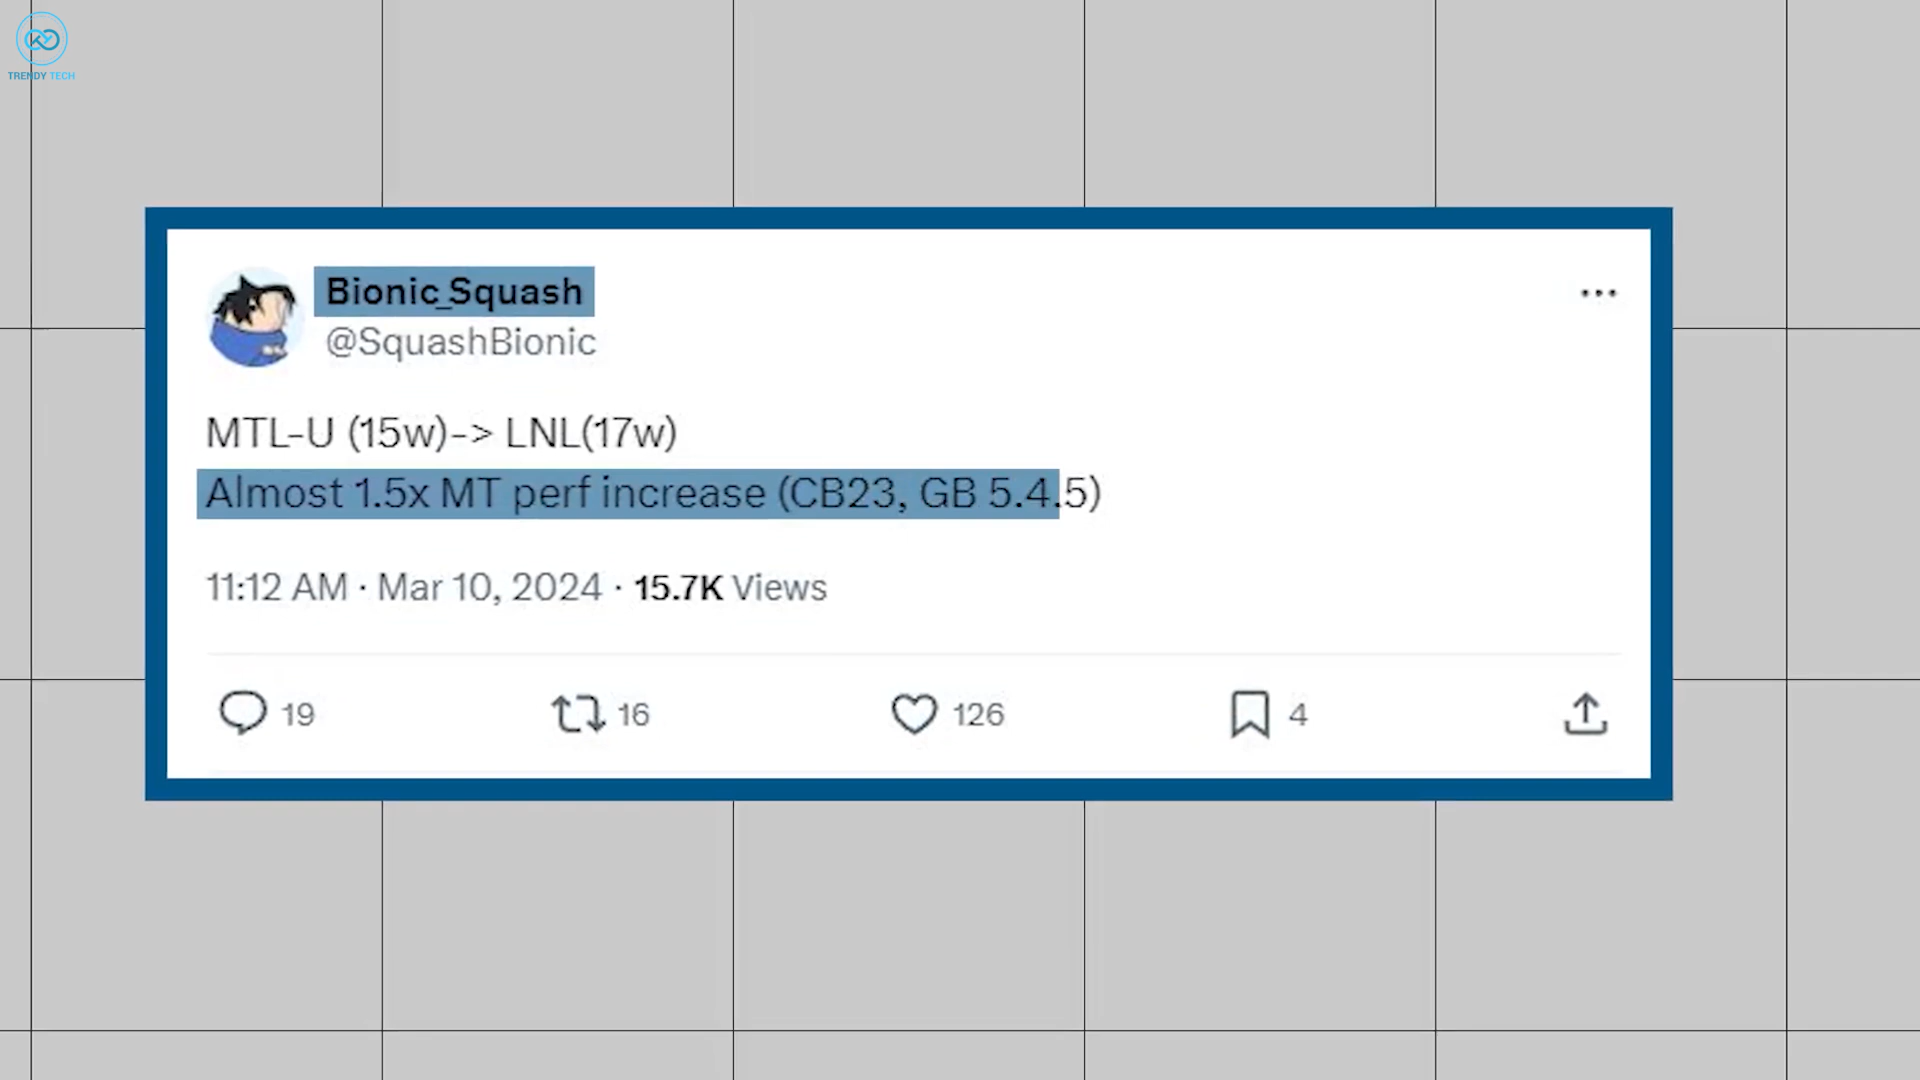 TRENDY TECH
Bionic_Squash
@SquashBionic
MTL-U (15w)-> LNL(17w)
Almost 1.5x MT perf increase (CB23, GB 5.4.5)
11:12 AM · Mar 10, 2024 · 15.7K Views
19 16 126 4